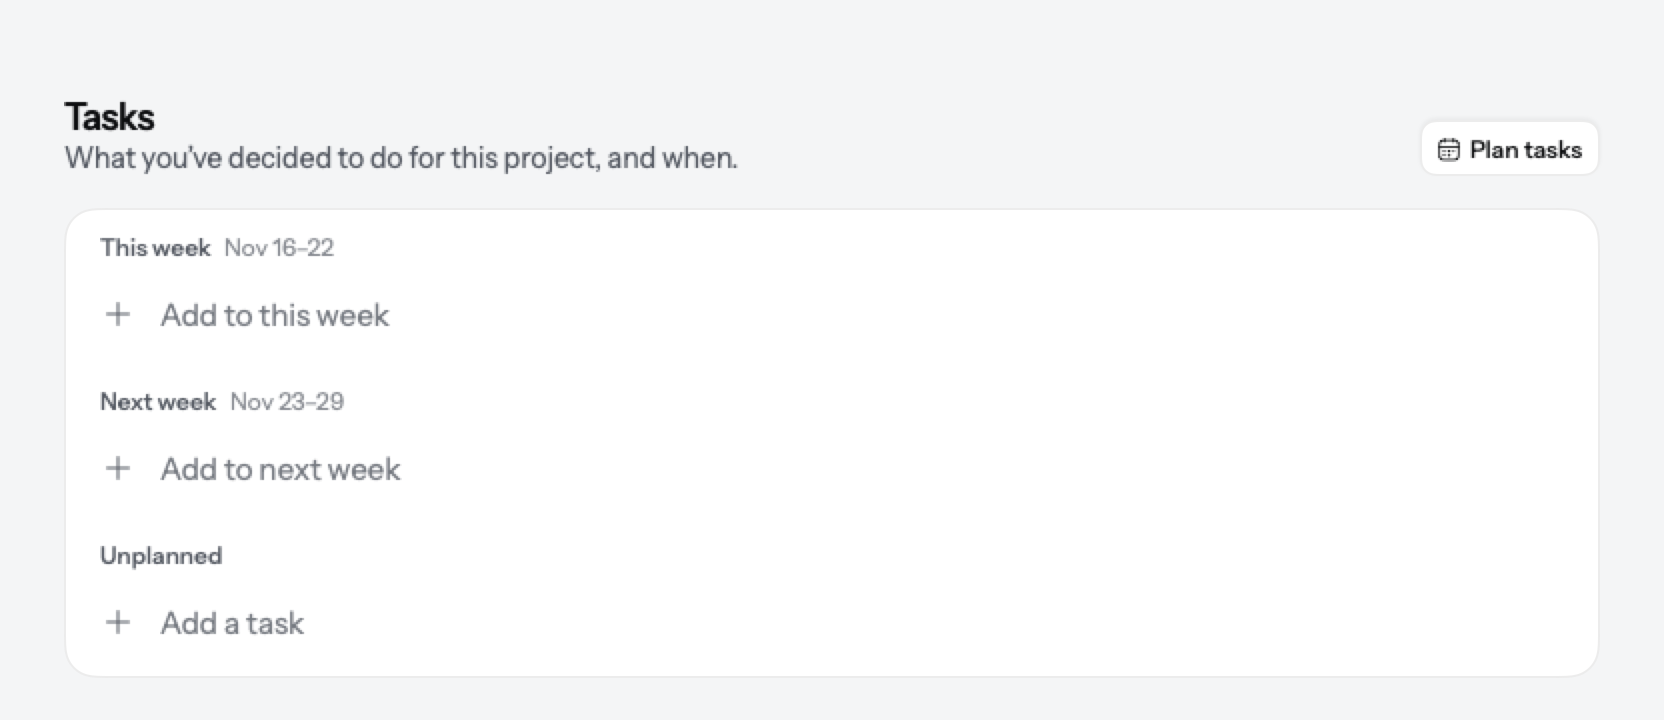 Tasks
What you've decided to do for this project, and when.
Plan tasks
This week Nov 16–22
Add to this week
Next week Nov 23–29
Add to next week
Unplanned
Add a task